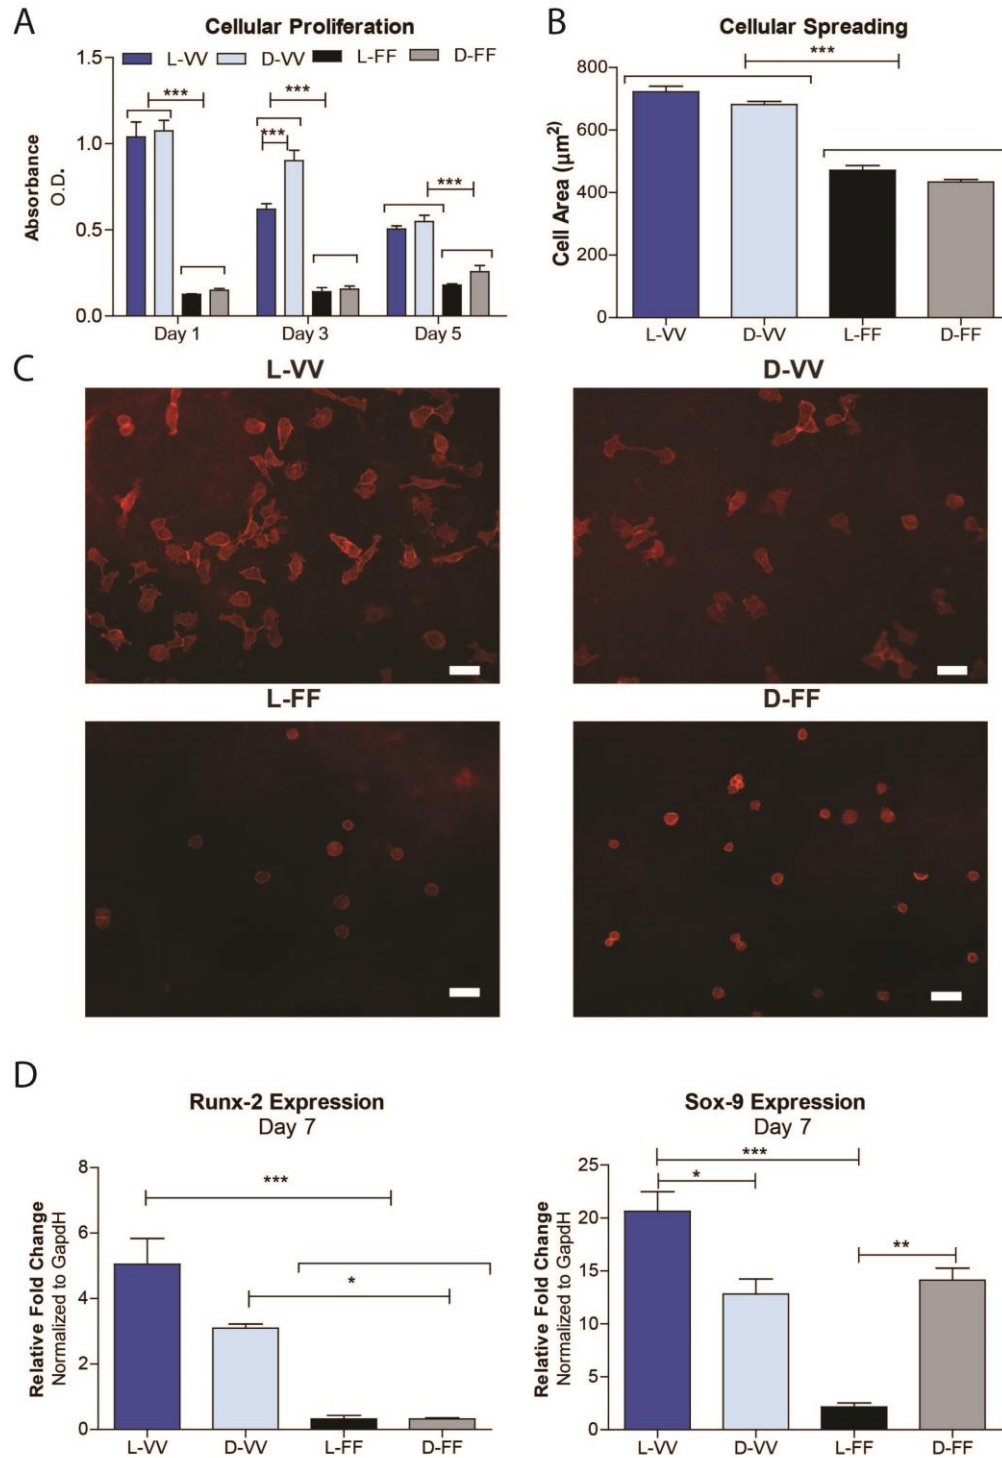 A
Cellular Proliferation
L-VV D-VV L-FF D-FF
Absorbance
O.D.
1.5
1.0
0.5
0.0
***
***
***
***
Day 1 Day 3 Day 5
B
Cellular Spreading
***
Cell Area (µm²)
800
600
400
200
0
L-VV D-VV L-FF D-FF
C
L-VV D-VV
L-FF D-FF
D
Runx-2 Expression
Day 7
Relative Fold Change
Normalized to GapdH
8
6
4
2
0
***
*
L-VV D-VV L-FF D-FF
Sox-9 Expression
Day 7
Relative Fold Change
Normalized to GapdH
25
20
15
10
5
0
***
*
**
L-VV D-VV L-FF D-FF